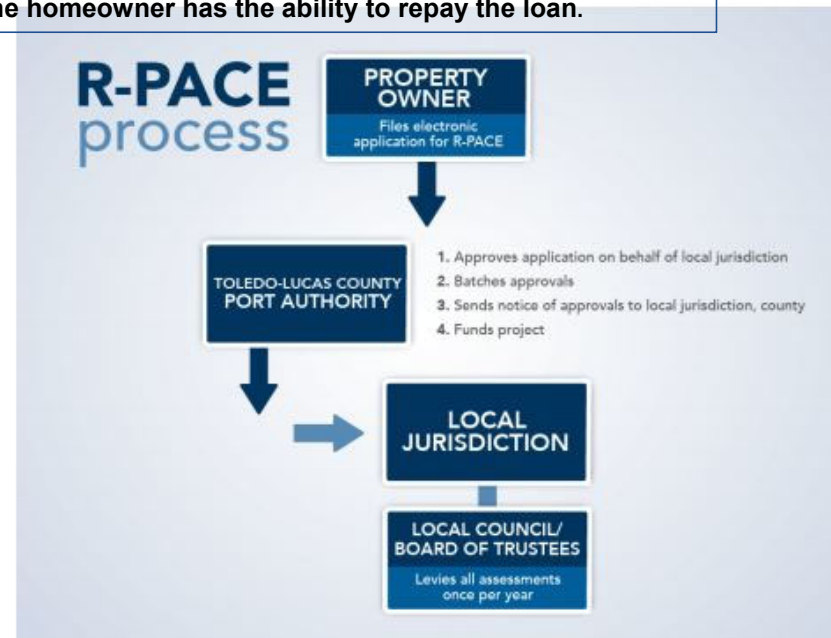 he homeowner has the ability to repay the loan.
R-PACE
process
PROPERTY
OWNER
Files electronic
application for R-PACE
TOLEDO-LUCAS COUNTY
PORT AUTHORITY
1. Approves application on behalf of local jurisdiction
2. Batches approvals
3. Sends notice of approvals to local jurisdiction, county
4. Funds project
LOCAL
JURISDICTION
LOCAL COUNCIL/
BOARD OF TRUSTEES
Levies all assessments
once per year